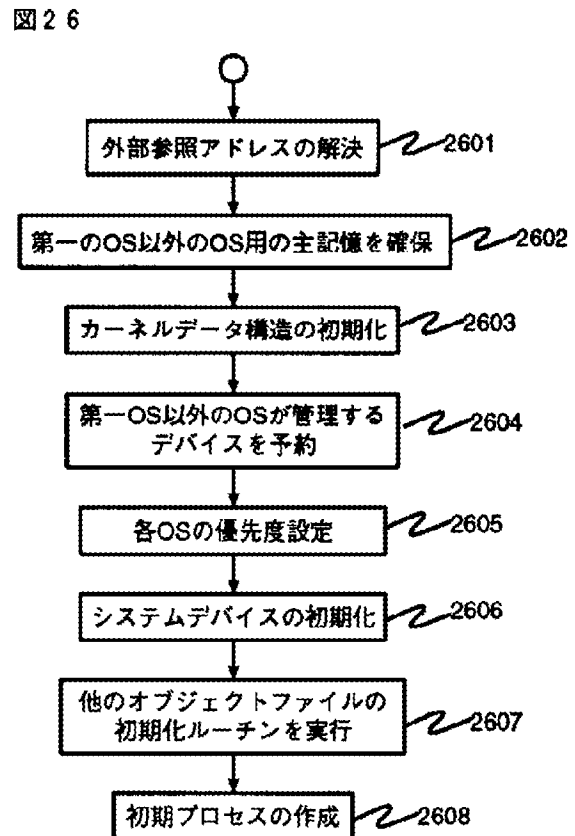 図２６
外部参照アドレスの解決
2601
第一のOS以外のOS用の主記憶を確保
2602
カーネルデータ構造の初期化
2603
第一OS以外のOSが管理する
デバイスを予約
2604
各OSの優先度設定
2605
システムデバイスの初期化
2606
他のオブジェクトファイルの
初期化ルーチンを実行
2607
初期プロセスの作成
2608